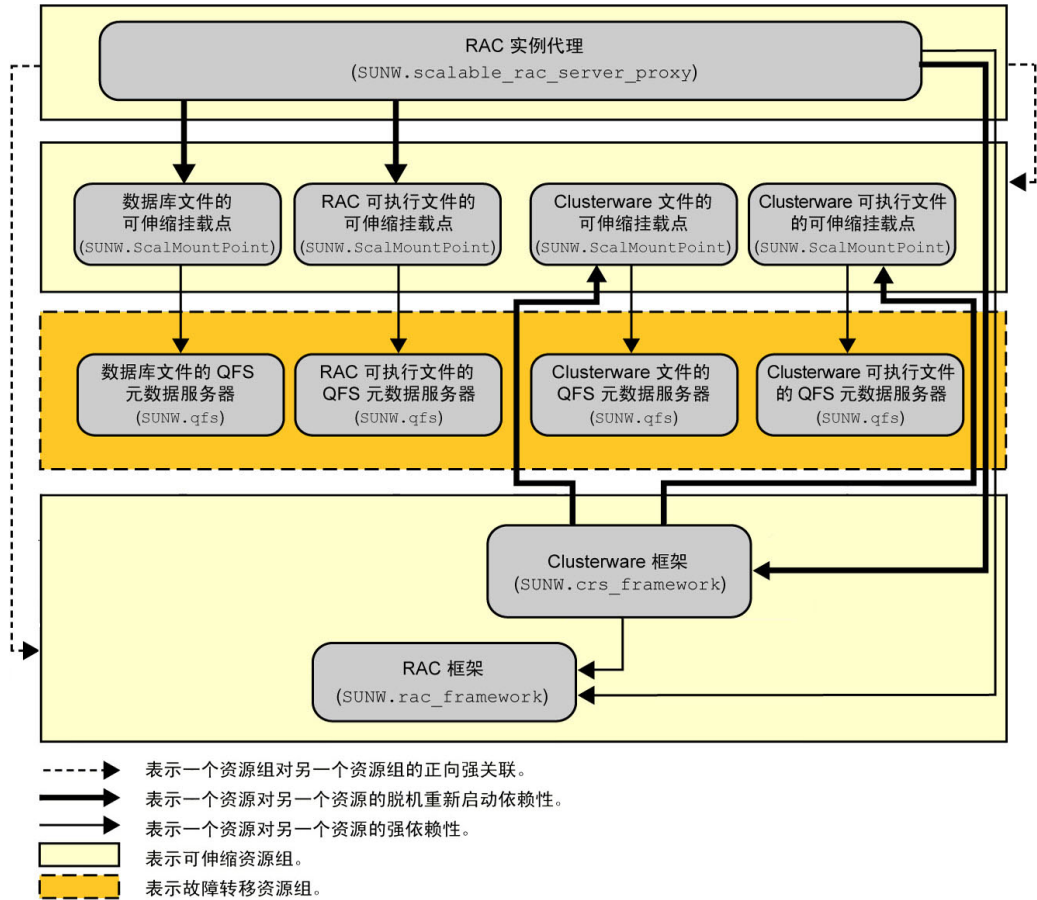 RAC 实例代理
(SUNW.scalable_rac_server_proxy)
数据库文件的
可伸缩挂载点
(SUNW.ScalMountPoint)
RAC 可执行文件的
可伸缩挂载点
(SUNW.ScalMountPoint)
Clusterware 文件的
可伸缩挂载点
(SUNW.ScalMountPoint)
Clusterware 可执行文件
的可伸缩挂载点
(SUNW.ScalMountPoint)
数据库文件的 QFS
元数据服务器
(SUNW.qfs)
RAC 可执行文件的
QFS 元数据服务器
(SUNW.qfs)
Clusterware 文件的
QFS 元数据服务器
(SUNW.qfs)
Clusterware 可执行文件
的 QFS 元数据服务器
(SUNW.qfs)
Clusterware 框架
(SUNW.crs_framework)
RAC 框架
(SUNW.rac_framework)
表示一个资源组对另一个资源组的正向强关联。
表示一个资源对另一个资源的脱机重新启动依赖性。
表示一个资源对另一个资源的强依赖性。
表示可伸缩资源组。
表示故障转移资源组。